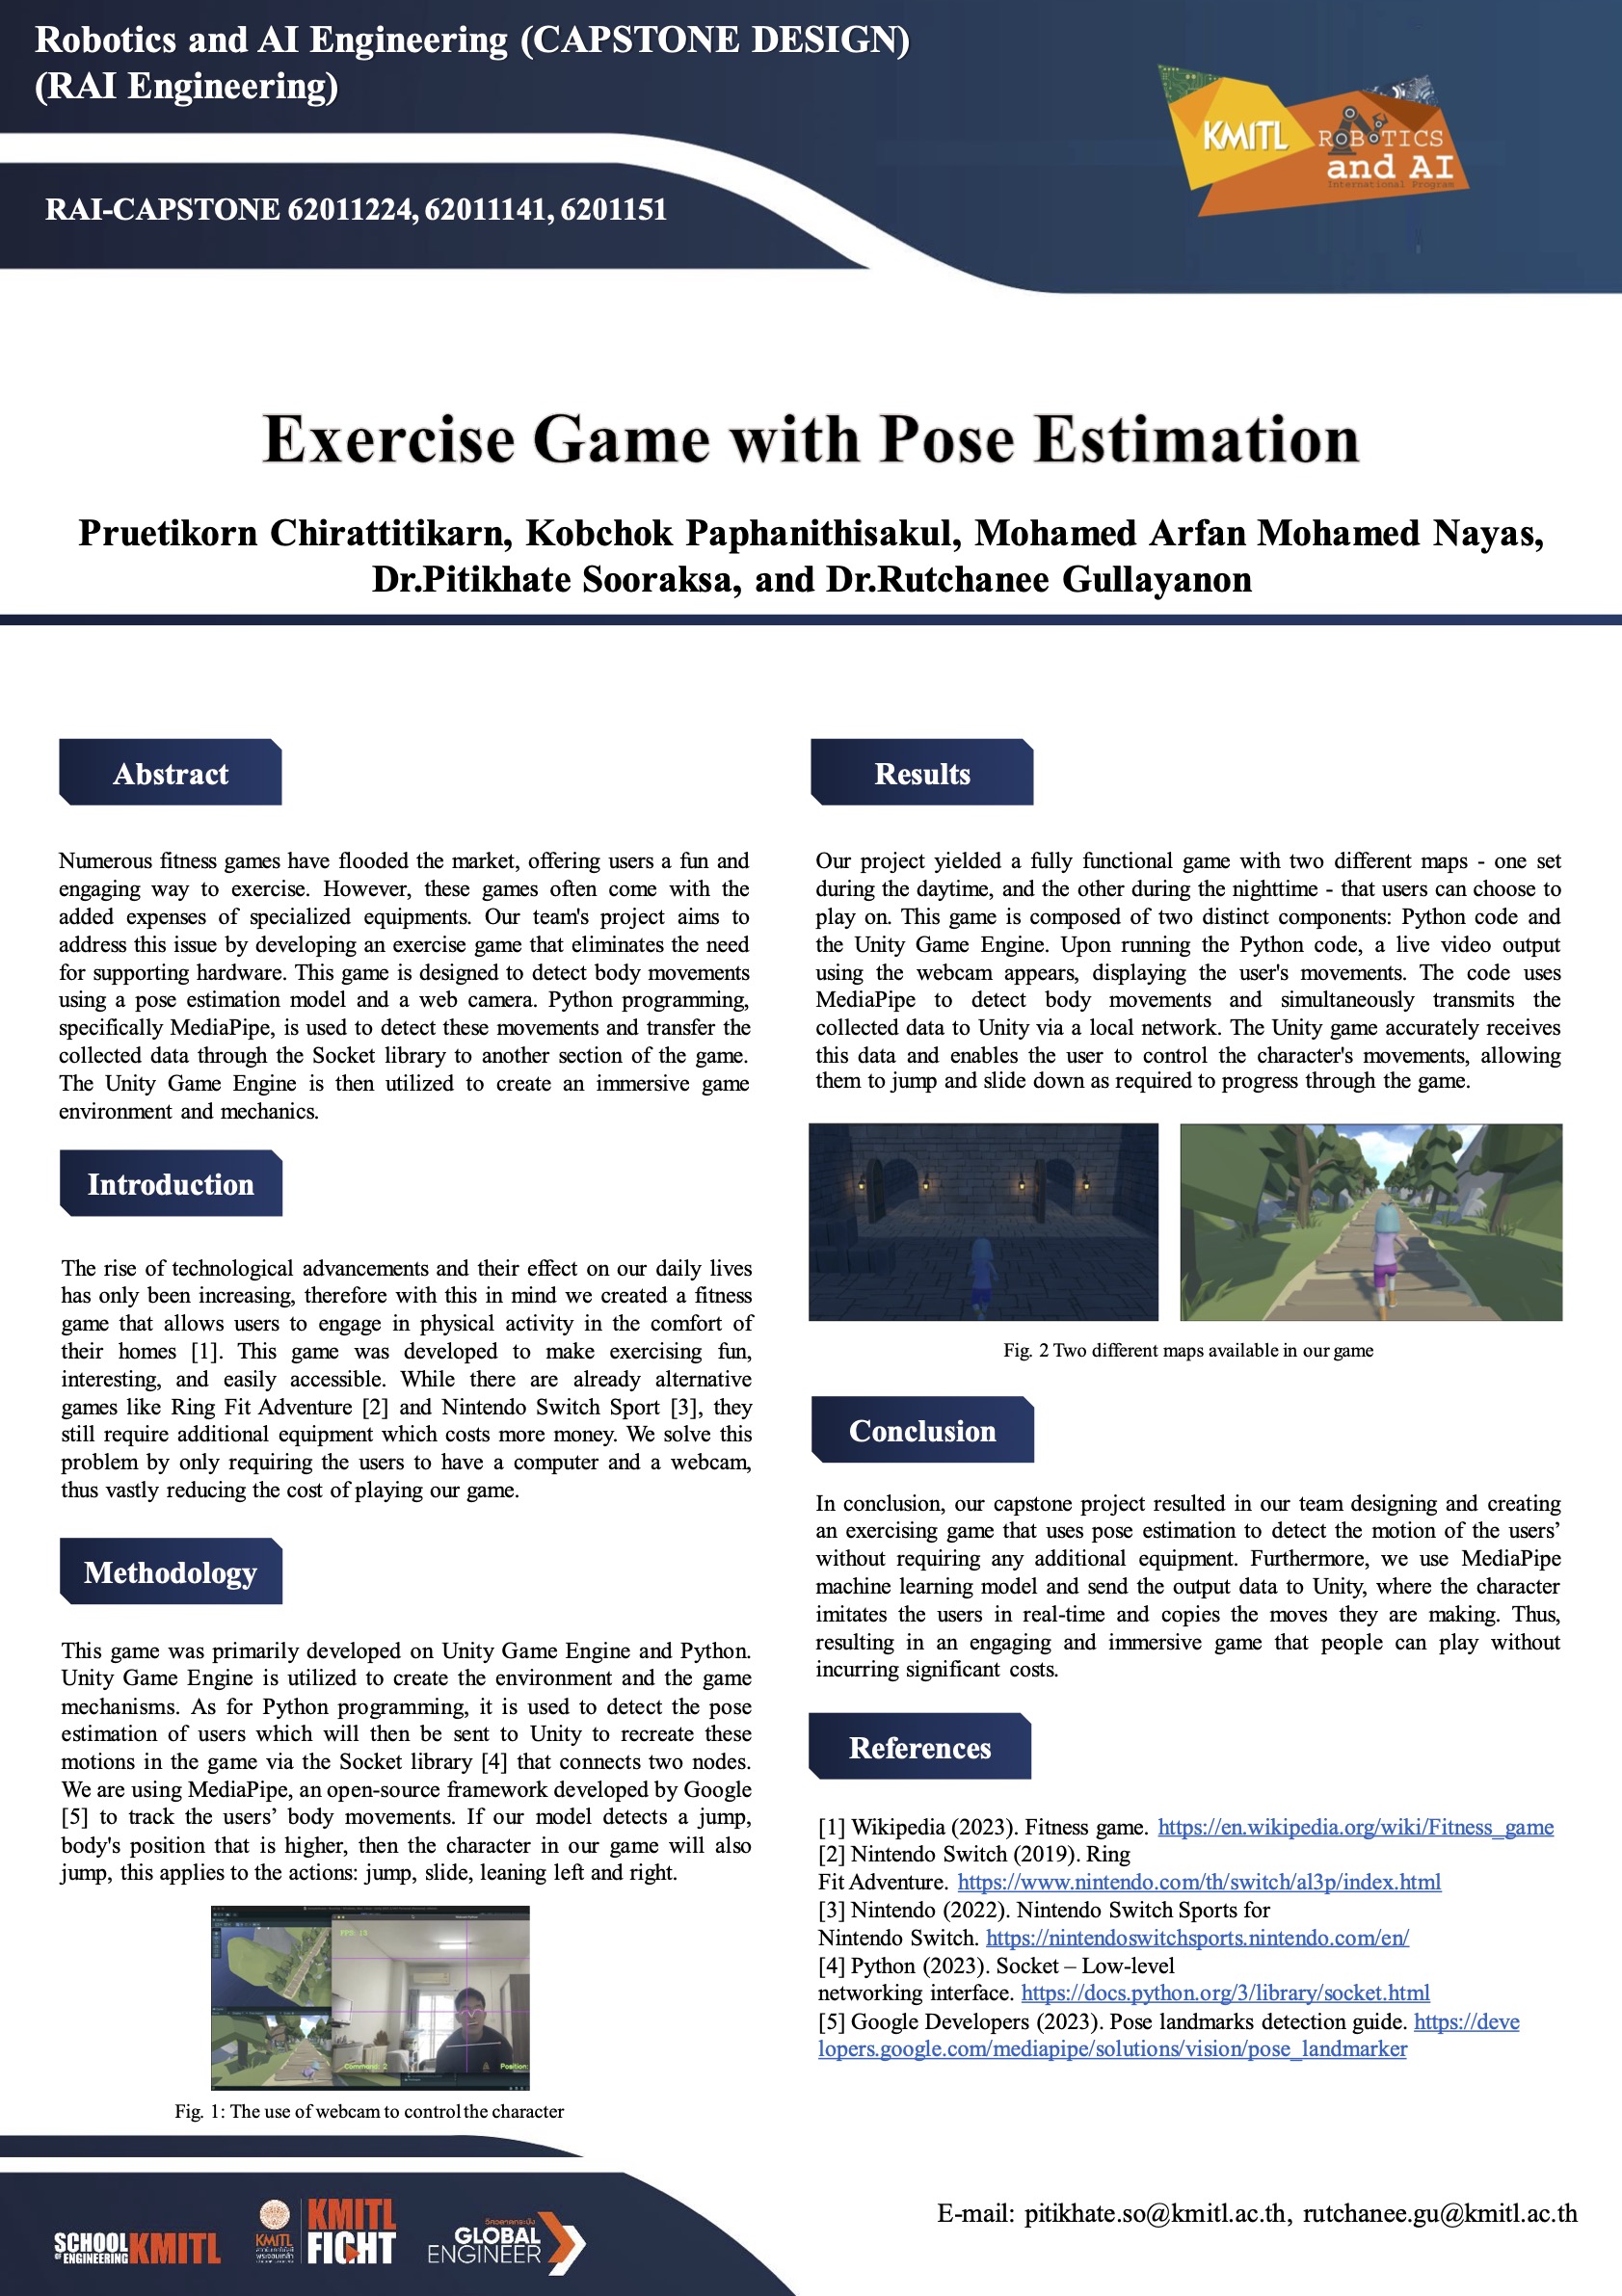 Robotics and AI Engineering (CAPSTONE DESIGN)
(RAI Engineering)
KMITL
ROBOTICS
and AI
International Program
RAI-CAPSTONE 62011224, 62011141, 6201151
Exercise Game with Pose Estimation
Pruetikorn Chirattitikarn, Kobchok Paphanithisakul, Mohamed Arfan Mohamed Nayas,
Dr.Pitikhate Sooraksa, and Dr.Rutchanee Gullayanon
Abstract
Numerous fitness games have flooded the market, offering users a fun and
engaging way to exercise. However, these games often come with the
added expenses of specialized equipments. Our team's project aims to
address this issue by developing an exercise game that eliminates the need
for supporting hardware. This game is designed to detect body movements
using a pose estimation model and a web camera. Python programming,
specifically MediaPipe, is used to detect these movements and transfer the
collected data through the Socket library to another section of the game.
The Unity Game Engine is then utilized to create an immersive game
environment and mechanics.
Introduction
The rise of technological advancements and their effect on our daily lives
has only been increasing, therefore with this in mind we created a fitness
game that allows users to engage in physical activity in the comfort of
their homes [1]. This game was developed to make exercising fun,
interesting, and easily accessible. While there are already alternative
games like Ring Fit Adventure [2] and Nintendo Switch Sport [3], they
still require additional equipment which costs more money. We solve this
problem by only requiring the users to have a computer and a webcam,
thus vastly reducing the cost of playing our game.
Methodology
This game was primarily developed on Unity Game Engine and Python.
Unity Game Engine is utilized to create the environment and the game
mechanisms. As for Python programming, it is used to detect the pose
estimation of users which will then be sent to Unity to recreate these
motions in the game via the Socket library [4] that connects two nodes.
We are using MediaPipe, an open-source framework developed by Google
[5] to track the users’ body movements. If our model detects a jump,
body's position that is higher, then the character in our game will also
jump, this applies to the actions: jump, slide, leaning left and right.
FPS: 15
Command: 2
Position:
Fig. 1: The use of webcam to control the character
Results
Our project yielded a fully functional game with two different maps - one set
during the daytime, and the other during the nighttime - that users can choose to
play on. This game is composed of two distinct components: Python code and
the Unity Game Engine. Upon running the Python code, a live video output
using the webcam appears, displaying the user's movements. The code uses
MediaPipe to detect body movements and simultaneously transmits the
collected data to Unity via a local network. The Unity game accurately receives
this data and enables the user to control the character's movements, allowing
them to jump and slide down as required to progress through the game.
Fig. 2 Two different maps available in our game
Conclusion
In conclusion, our capstone project resulted in our team designing and creating
an exercising game that uses pose estimation to detect the motion of the users’
without requiring any additional equipment. Furthermore, we use MediaPipe
machine learning model and send the output data to Unity, where the character
imitates the users in real-time and copies the moves they are making. Thus,
resulting in an engaging and immersive game that people can play without
incurring significant costs.
References
[1] Wikipedia (2023). Fitness game. https://en.wikipedia.org/wiki/Fitness_game
[2] Nintendo Switch (2019). Ring
Fit Adventure. https://www.nintendo.com/th/switch/al3p/index.html
[3] Nintendo (2022). Nintendo Switch Sports for
Nintendo Switch. https://nintendoswitchsports.nintendo.com/en/
[4] Python (2023). Socket – Low-level
networking interface. https://docs.python.org/3/library/socket.html
[5] Google Developers (2023). Pose landmarks detection guide. https://deve
lopers.google.com/mediapipe/solutions/vision/pose_landmarker
SCHOOL OF ENGINEERING KMITL
KMITL
KMITL
FIGHT
วิศวลาดกระบัง
GLOBAL
ENGINEER
E-mail: pitikhate.so@kmitl.ac.th, rutchanee.gu@kmitl.ac.th